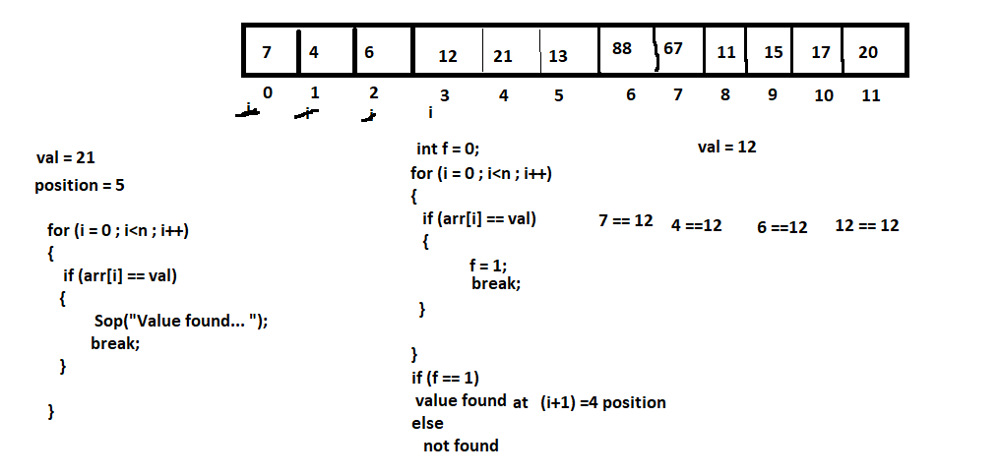 7 4 6 12 21 13 88 67 11 15 17 20
0 1 2 3 4 5 6 7 8 9 10 11
i i i i
val = 21
position = 5
for (i = 0 ; i<n ; i++)
{
if (arr[i] == val)
{
Sop("Value found... ");
break;
}
}
int f = 0;
for (i = 0 ; i<n ; i++)
{
if (arr[i] == val)
{
f = 1;
break;
}
}
if (f == 1)
value found at (i+1) =4 position
else
not found
val = 12
7 == 12 4 ==12 6 ==12 12 == 12